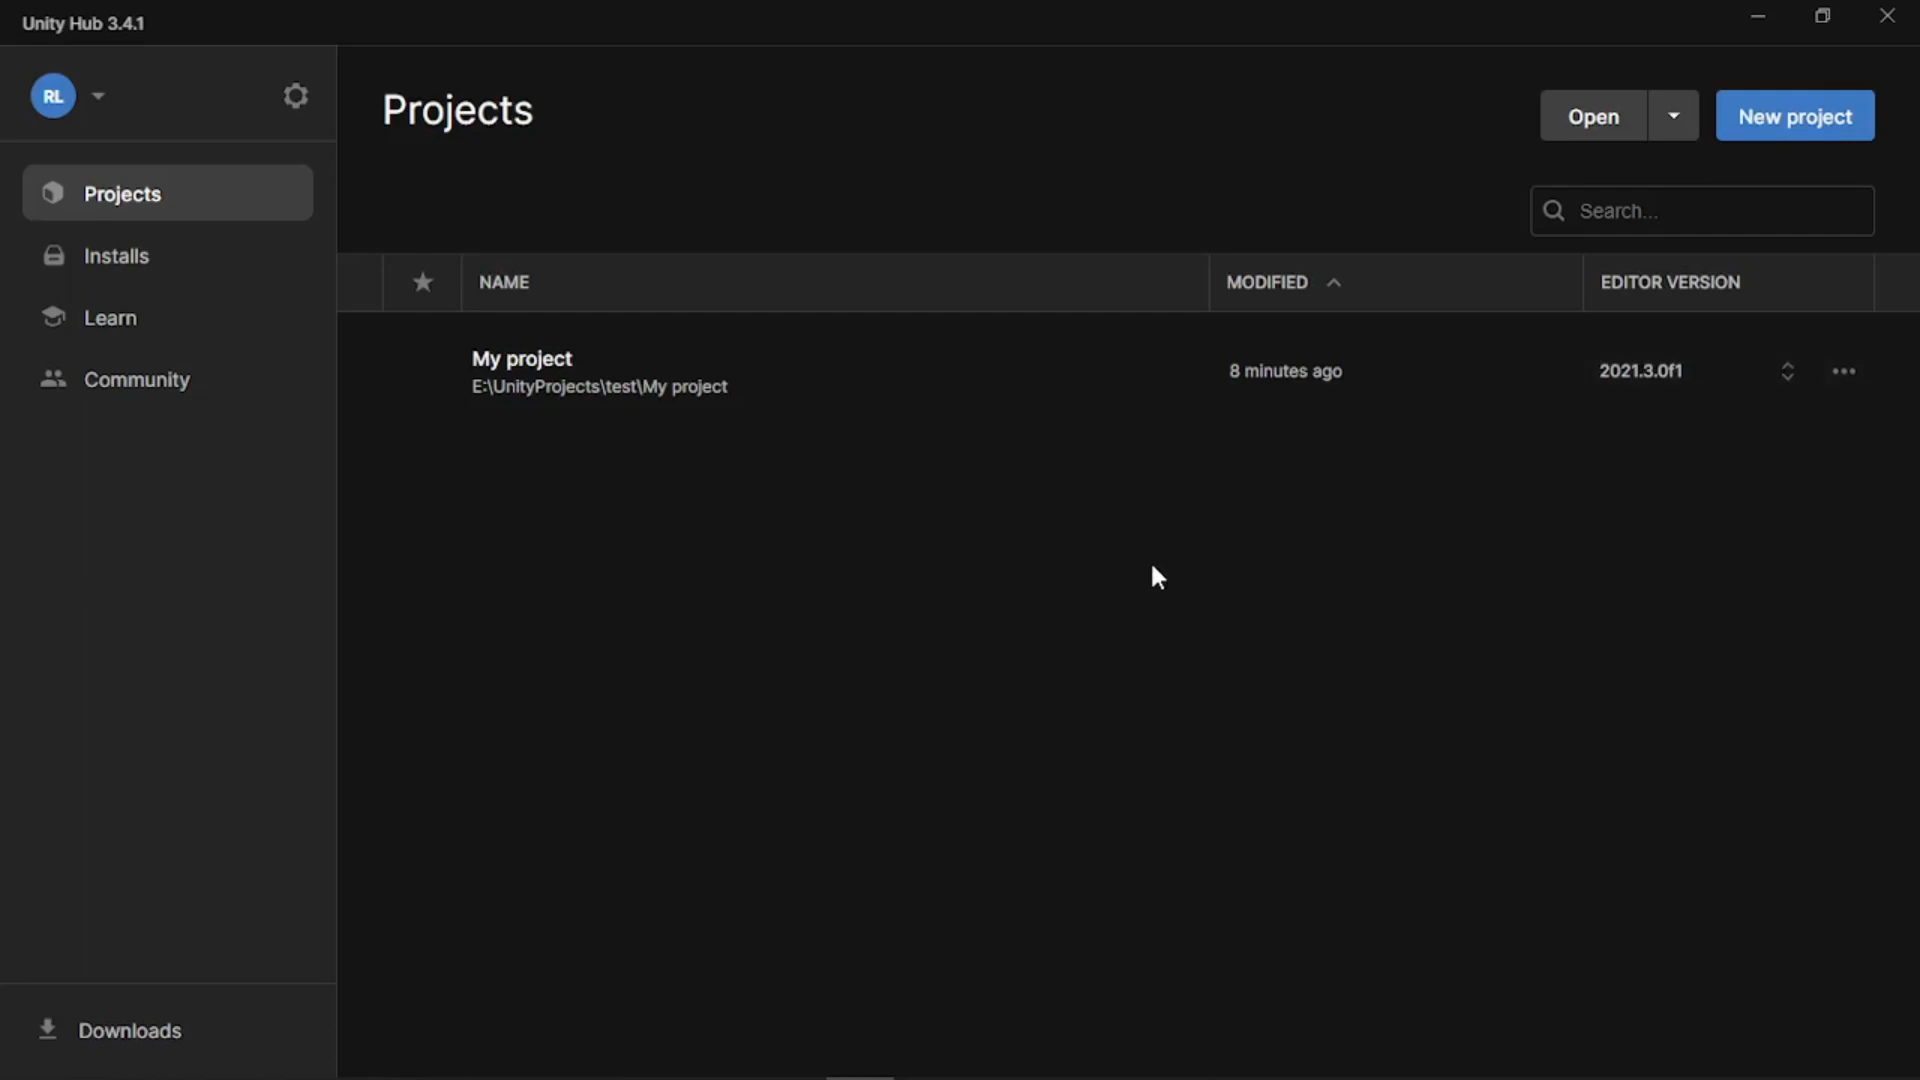 Unity Hub 3.4.1
RL
Projects
Open
New project
Projects
Search...
Installs
NAME
MODIFIED
EDITOR VERSION
Learn
My project
8 minutes ago
2021.3.0f1
E:\UnityProjects\test\My project
Community
Downloads